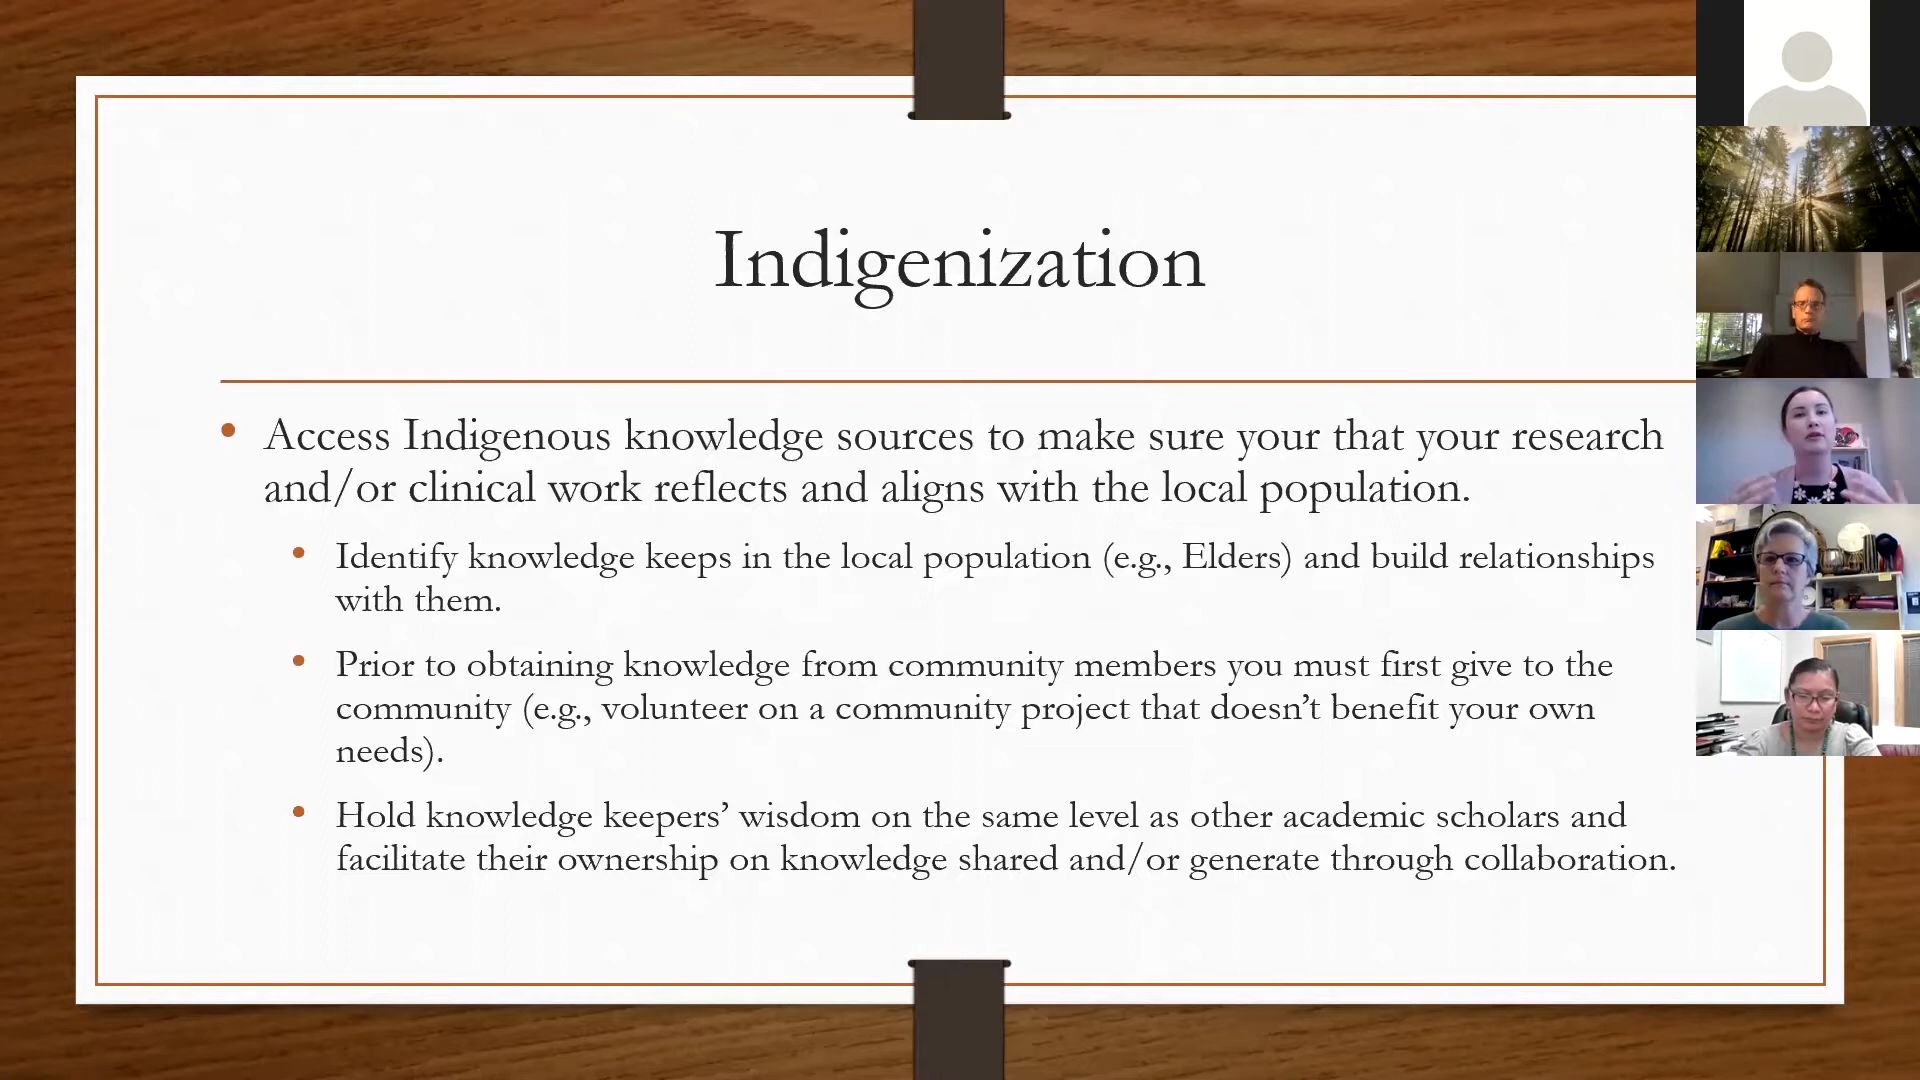 Indigenization
• Access Indigenous knowledge sources to make sure your that your research
and/or clinical work reflects and aligns with the local population.
• Identify knowledge keeps in the local population (e.g., Elders) and build relationships
with them.
• Prior to obtaining knowledge from community members you must first give to the
community (e.g., volunteer on a community project that doesn’t benefit your own
needs).
• Hold knowledge keepers’ wisdom on the same level as other academic scholars and
facilitate their ownership on knowledge shared and/or generate through collaboration.